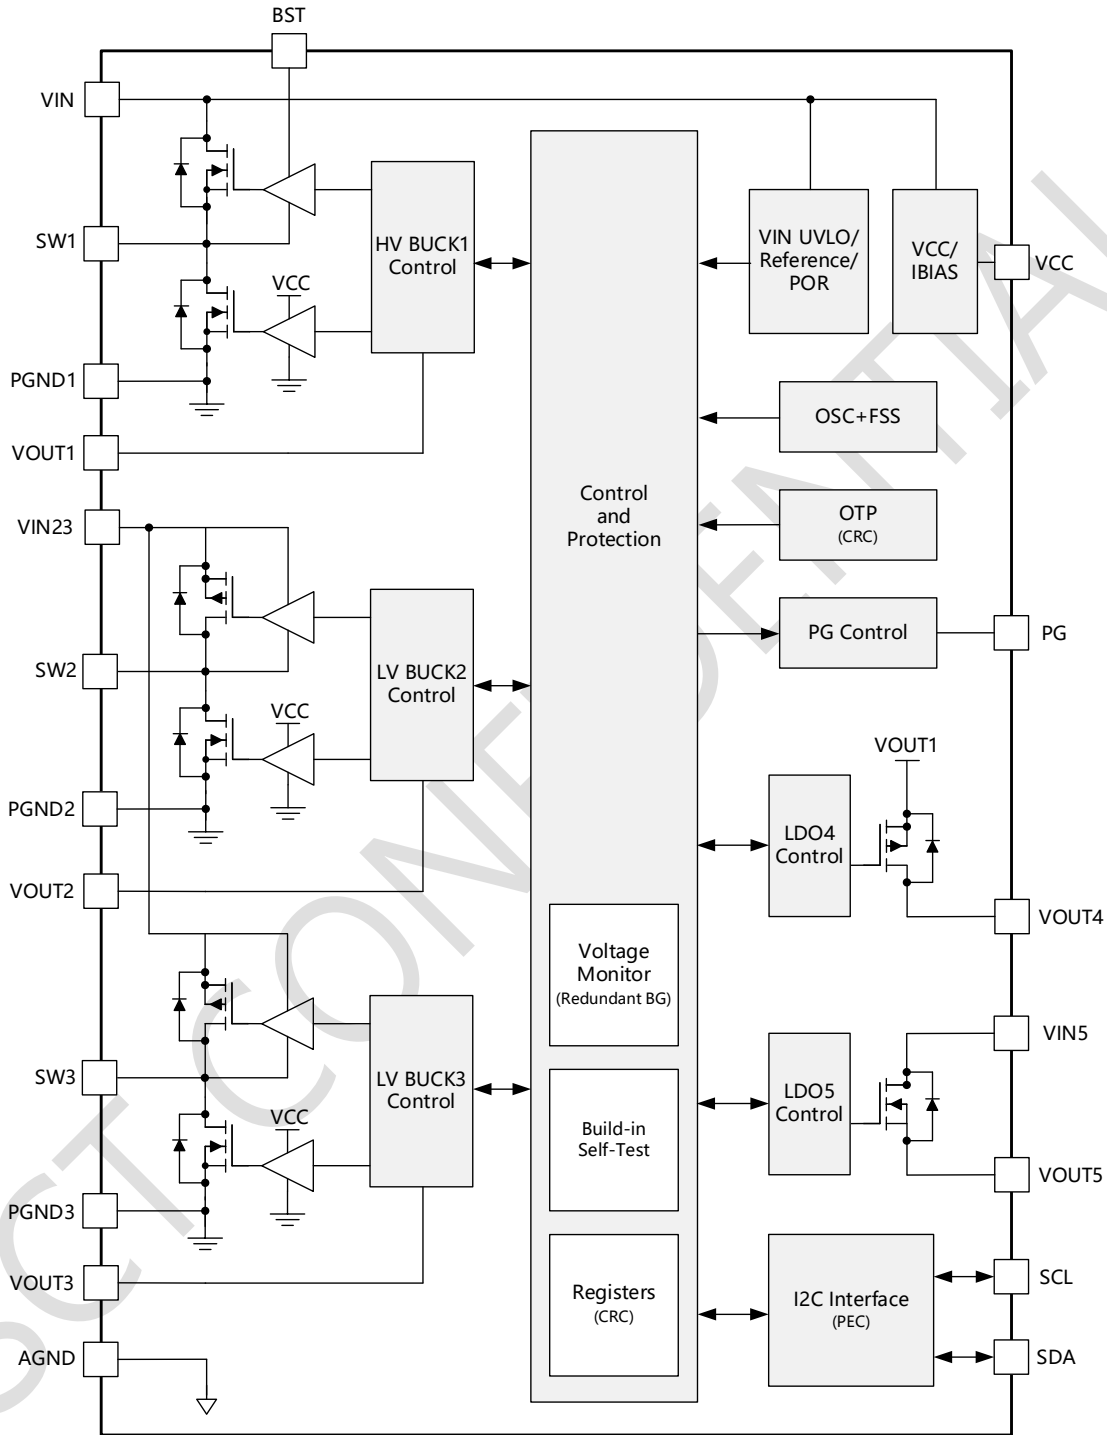 BST
VIN
SW1
HV BUCK1
Control
VCC
PGND1
VOUT1
VIN UVLO/
Reference/
POR
VCC/
IBIAS
VCC
OSC+FSS
OTP
(CRC)
PG Control
PG
Control
and
Protection
VIN23
SW2
LV BUCK2
Control
VCC
PGND2
VOUT2
VOUT1
LDO4
Control
VOUT4
Voltage
Monitor
(Redundant BG)
SW3
LV BUCK3
Control
VCC
PGND3
VOUT3
VIN5
LDO5
Control
VOUT5
Build-in
Self-Test
Registers
(CRC)
I2C Interface
(PEC)
SCL
SDA
AGND
SCT CONFIDENTIAL